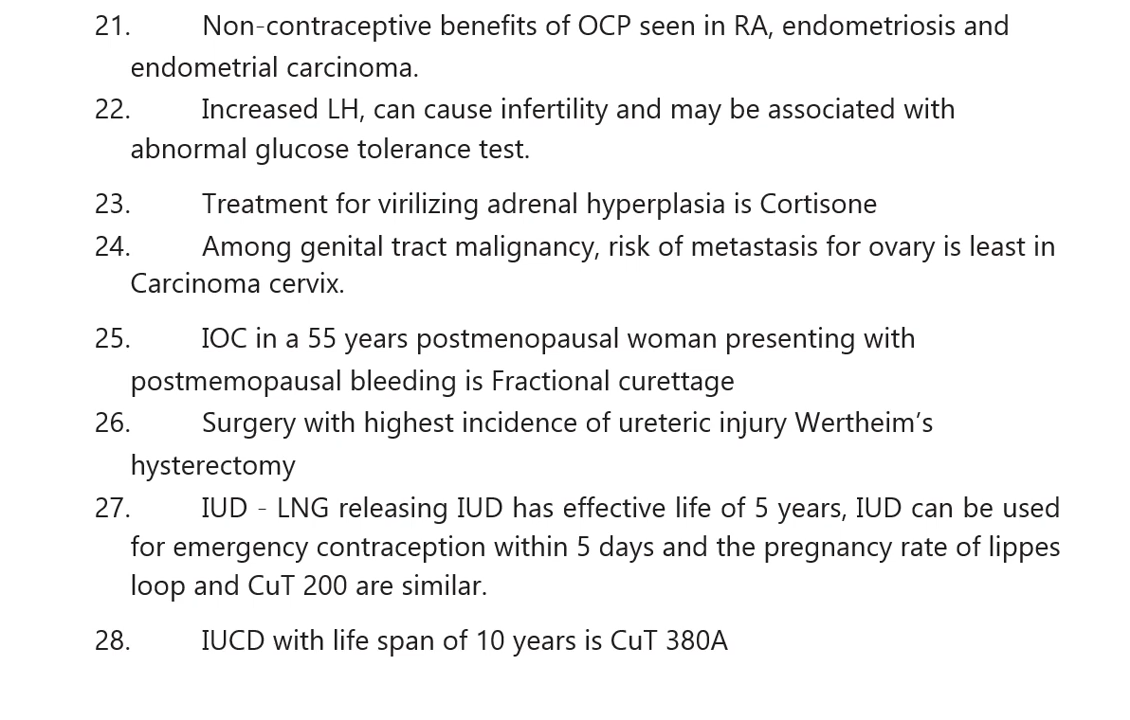 21. Non-contraceptive benefits of OCP seen in RA, endometriosis and
endometrial carcinoma.
22. Increased LH, can cause infertility and may be associated with
abnormal glucose tolerance test.
23. Treatment for virilizing adrenal hyperplasia is Cortisone
24. Among genital tract malignancy, risk of metastasis for ovary is least in
Carcinoma cervix.
25. IOC in a 55 years postmenopausal woman presenting with
postmemopausal bleeding is Fractional curettage
26. Surgery with highest incidence of ureteric injury Wertheim’s
hysterectomy
27. IUD - LNG releasing IUD has effective life of 5 years, IUD can be used
for emergency contraception within 5 days and the pregnancy rate of lippes
loop and CuT 200 are similar.
28. IUCD with life span of 10 years is CuT 380A